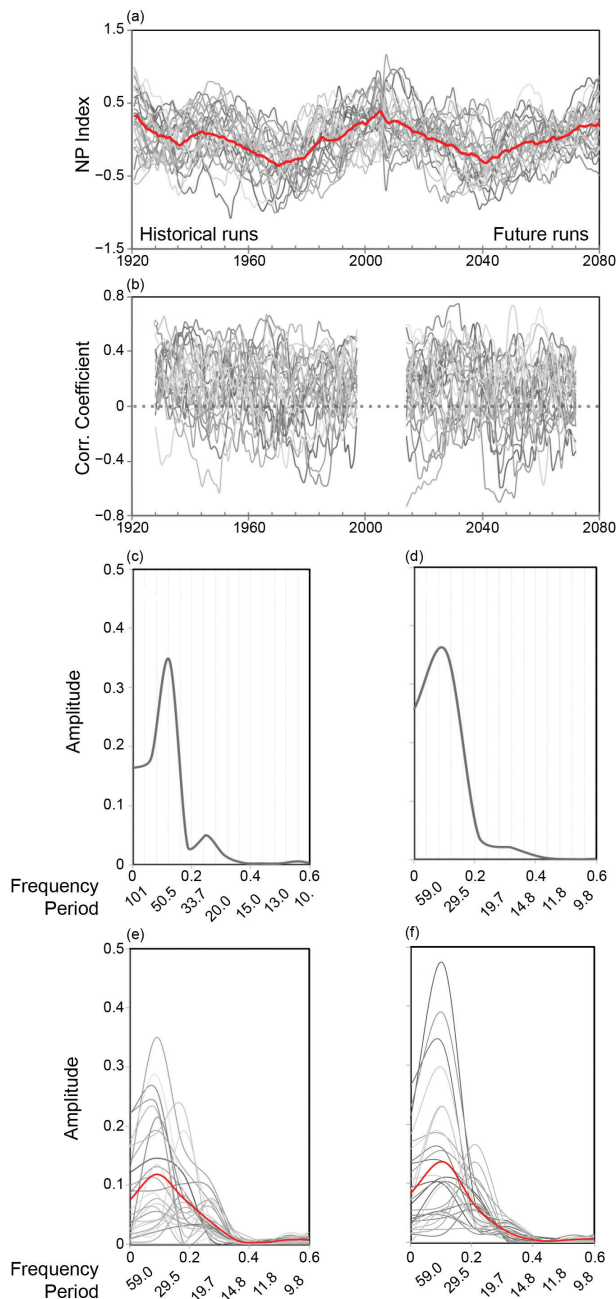 (a)
1.5
0.5
−0.5
−1.5
NP Index
Historical runs
Future runs
1920 1960 2000 2040 2080
(b)
0.8
0.4
0
−0.4
−0.8
Corr. Coefficient
1920 1960 2000 2040 2080
(c)
0.5
0.4
0.3
0.2
0.1
0
Amplitude
Frequency 0 0.2 0.4 0.6
Period 101 50.5 33.7 20.0 15.0 13.0 10.
(d)
0 0.2 0.4 0.6
59.0 29.5 19.7 14.8 11.8 9.8
(e)
0.5
0.4
0.3
0.2
0.1
0
Amplitude
Frequency 0 0.2 0.4 0.6
Period 59.0 29.5 19.7 14.8 11.8 9.8
(f)
0 0.2 0.4 0.6
59.0 29.5 19.7 14.8 11.8 9.8